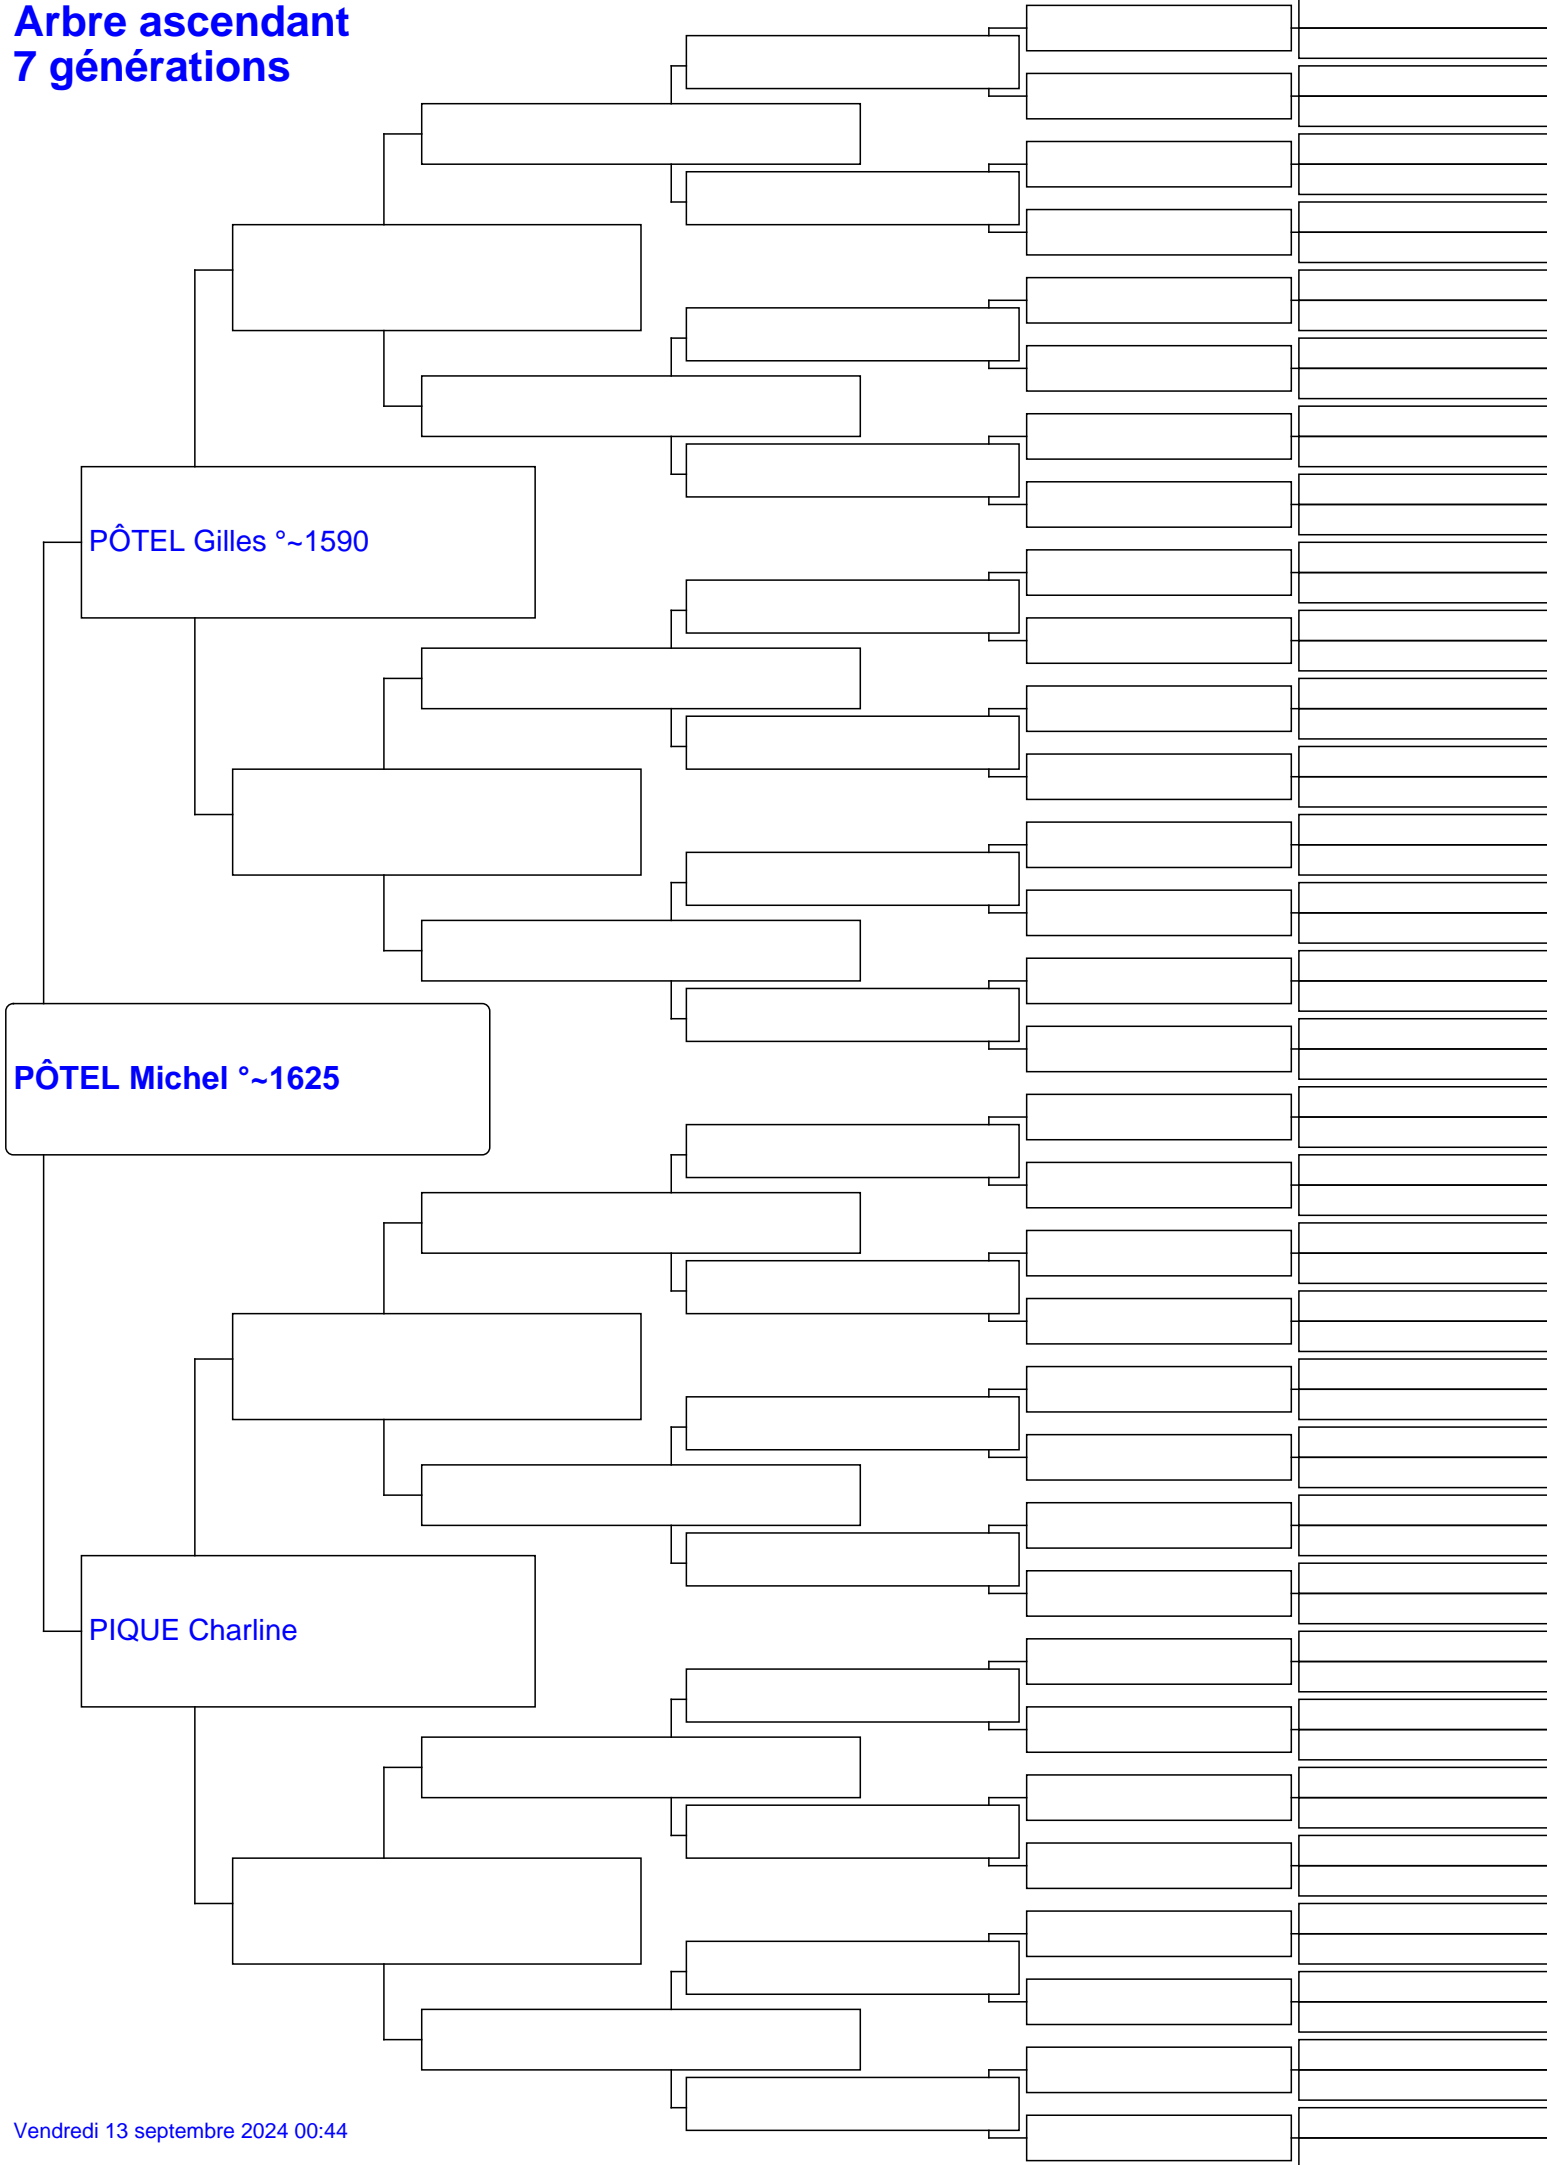 Arbre ascendant
7 générations
PÔTEL Gilles °~1590
PÔTEL Michel °~1625
PIQUE Charline
Vendredi 13 septembre 2024 00:44